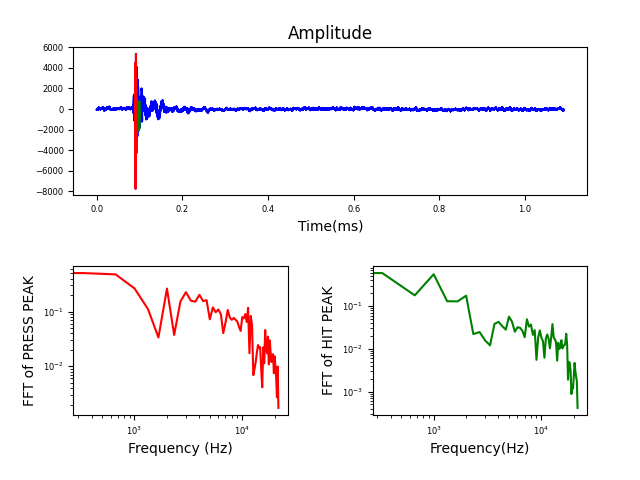 Amplitude
6000
4000
2000
0
−2000
−4000
−6000
−8000
0.0 0.2 0.4 0.6 0.8 1.0
Time(ms)
FFT of PRESS PEAK
10⁻¹
10⁻²
10³ 10⁴
Frequency (Hz)
FFT of HIT PEAK
10⁻¹
10⁻²
10⁻³
10³ 10⁴
Frequency(Hz)